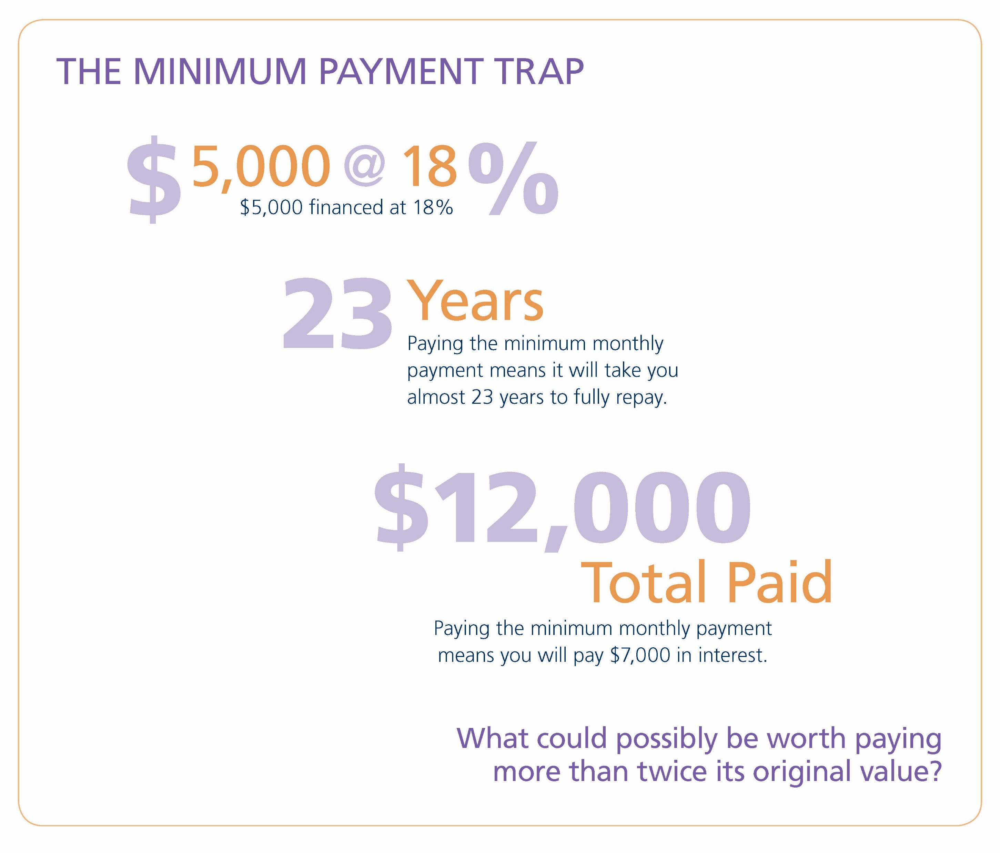 THE MINIMUM PAYMENT TRAP
$5,000 @ 18%
$5,000 financed at 18%
23 Years
Paying the minimum monthly
payment means it will take you
almost 23 years to fully repay.
$12,000
Total Paid
Paying the minimum monthly payment
means you will pay $7,000 in interest.
What could possibly be worth paying
more than twice its original value?